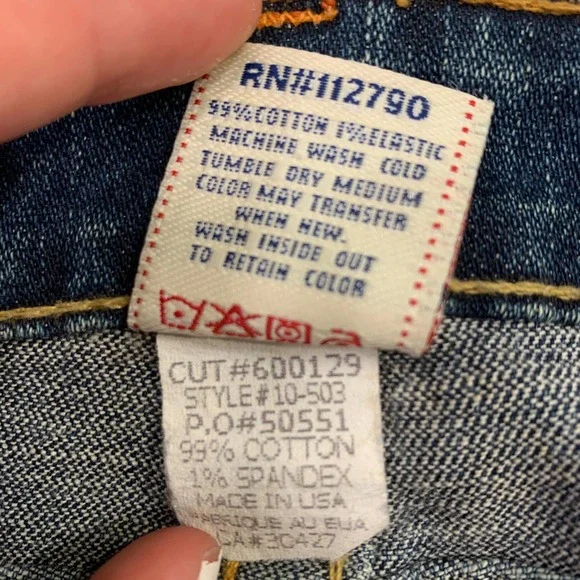 RN#112790
99%COTTON 1%ELASTIC
MACHINE WASH COLD
TUMBLE DRY MEDIUM
COLOR MAY TRANSFER
WHEN NEW.
WASH INSIDE OUT
TO RETAIN COLOR
CUT#600129
STYLE#10-503
P.O#50551
99% COTTON
1% SPANDEX
MADE IN USA
AU EUA
CA#30427